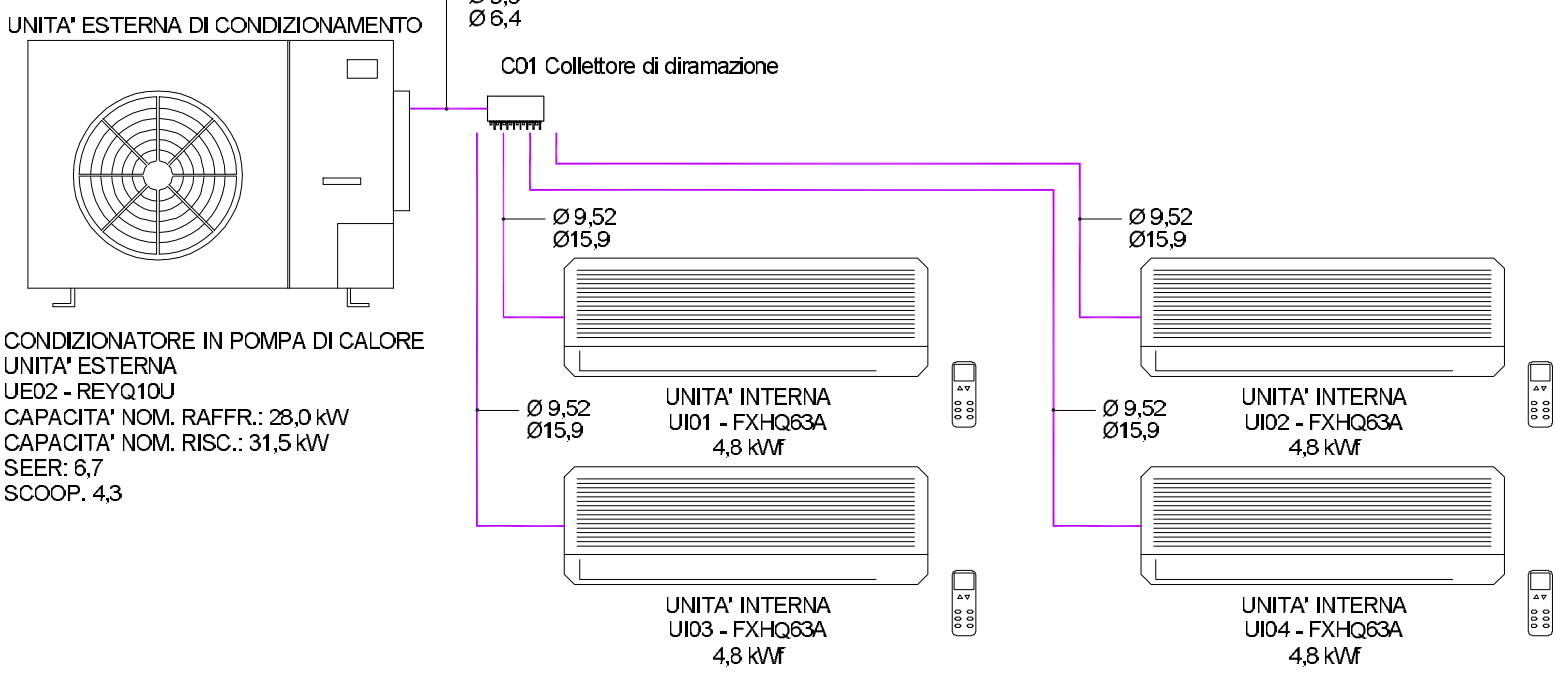 UNITA' ESTERNA DI CONDIZIONAMENTO
Ø 6,4
C01 Collettore di diramazione
Ø 9,52
Ø15,9
Ø 9,52
Ø15,9
CONDIZIONATORE IN POMPA DI CALORE
UNITA' ESTERNA
UE02 - REYQ10U
CAPACITA' NOM. RAFFR.: 28,0 kW
CAPACITA' NOM. RISC.: 31,5 kW
SEER: 6,7
SCOOP. 4,3
UNITA' INTERNA
UI01 - FXHQ63A
4,8 kWf
UNITA' INTERNA
UI02 - FXHQ63A
4,8 kWf
Ø 9,52
Ø15,9
Ø 9,52
Ø15,9
UNITA' INTERNA
UI03 - FXHQ63A
4,8 kWf
UNITA' INTERNA
UI04 - FXHQ63A
4,8 kWf